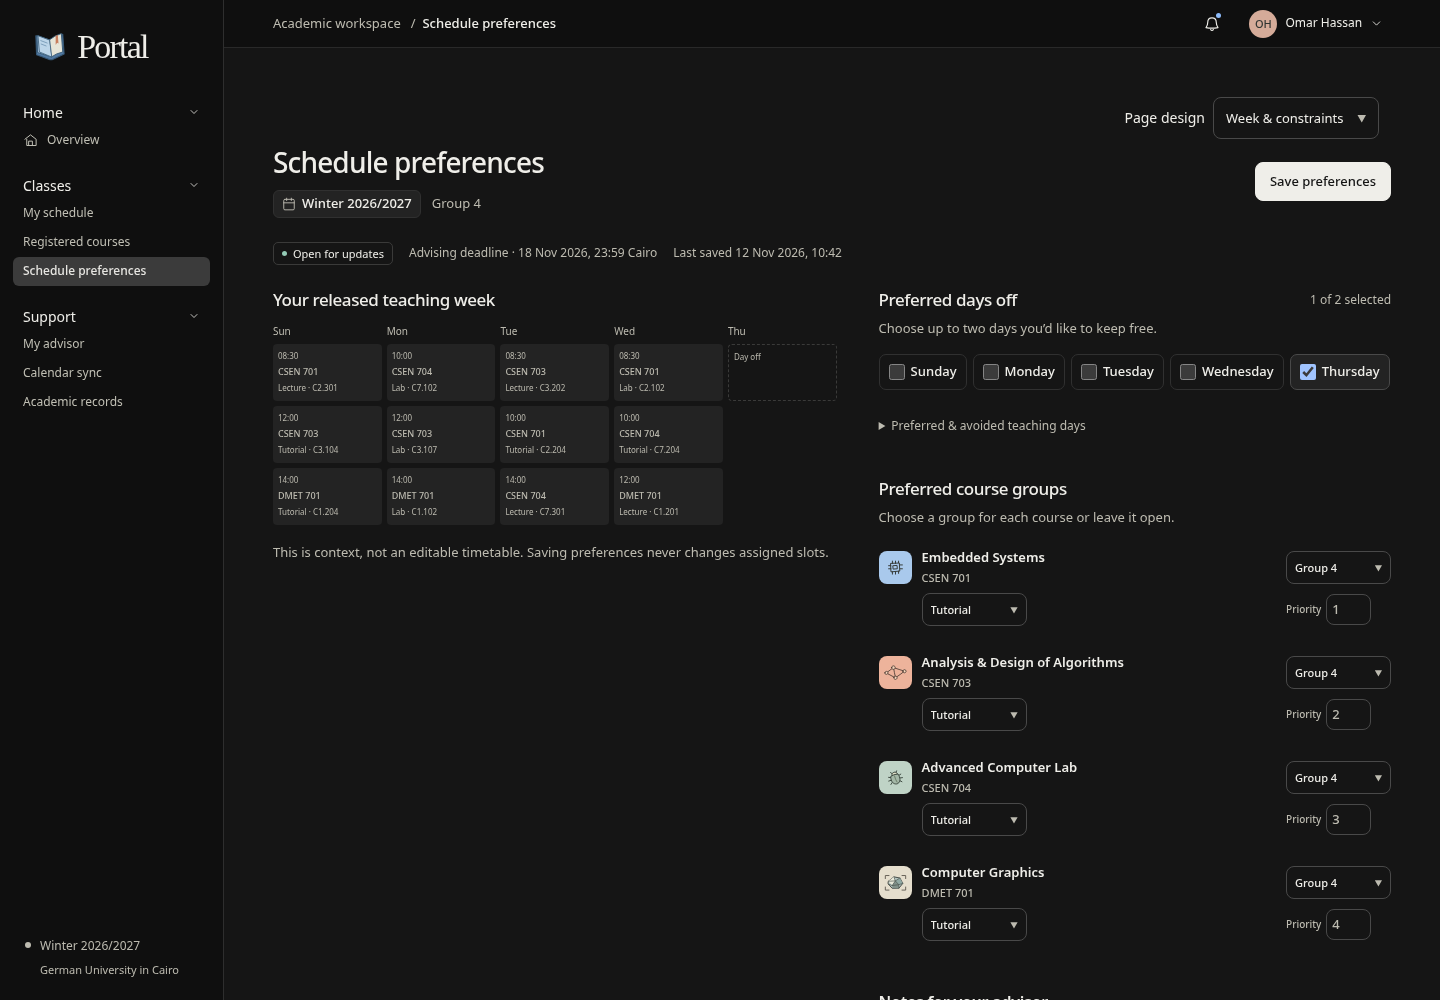 Portal
Academic workspace / Schedule preferences
OH Omar Hassan
Home
Overview
Classes
My schedule
Registered courses
Schedule preferences
Support
My advisor
Calendar sync
Academic records
Winter 2026/2027
German University in Cairo
Page design Week & constraints
Schedule preferences
Save preferences
Winter 2026/2027 Group 4
Open for updates Advising deadline · 18 Nov 2026, 23:59 Cairo Last saved 12 Nov 2026, 10:42
Your released teaching week
Sun Mon Tue Wed Thu
08:30 10:00 08:30 08:30 Day off
CSEN 701 CSEN 704 CSEN 703 CSEN 701
Lecture · C2.301 Lab · C7.102 Lecture · C3.202 Lab · C2.102
12:00 12:00 10:00 10:00
CSEN 703 CSEN 703 CSEN 701 CSEN 704
Tutorial · C3.104 Lab · C3.107 Tutorial · C2.204 Tutorial · C7.204
14:00 14:00 14:00 12:00
DMET 701 DMET 701 CSEN 704 DMET 701
Tutorial · C1.204 Lab · C1.102 Lecture · C7.301 Lecture · C1.201
This is context, not an editable timetable. Saving preferences never changes assigned slots.
Preferred days off 1 of 2 selected
Choose up to two days you'd like to keep free.
Sunday Monday Tuesday Wednesday Thursday
Preferred & avoided teaching days
Preferred course groups
Choose a group for each course or leave it open.
Embedded Systems Group 4
CSEN 701
Tutorial Priority 1
Analysis & Design of Algorithms Group 4
CSEN 703
Tutorial Priority 2
Advanced Computer Lab Group 4
CSEN 704
Tutorial Priority 3
Computer Graphics Group 4
DMET 701
Tutorial Priority 4
Notes for your advisor